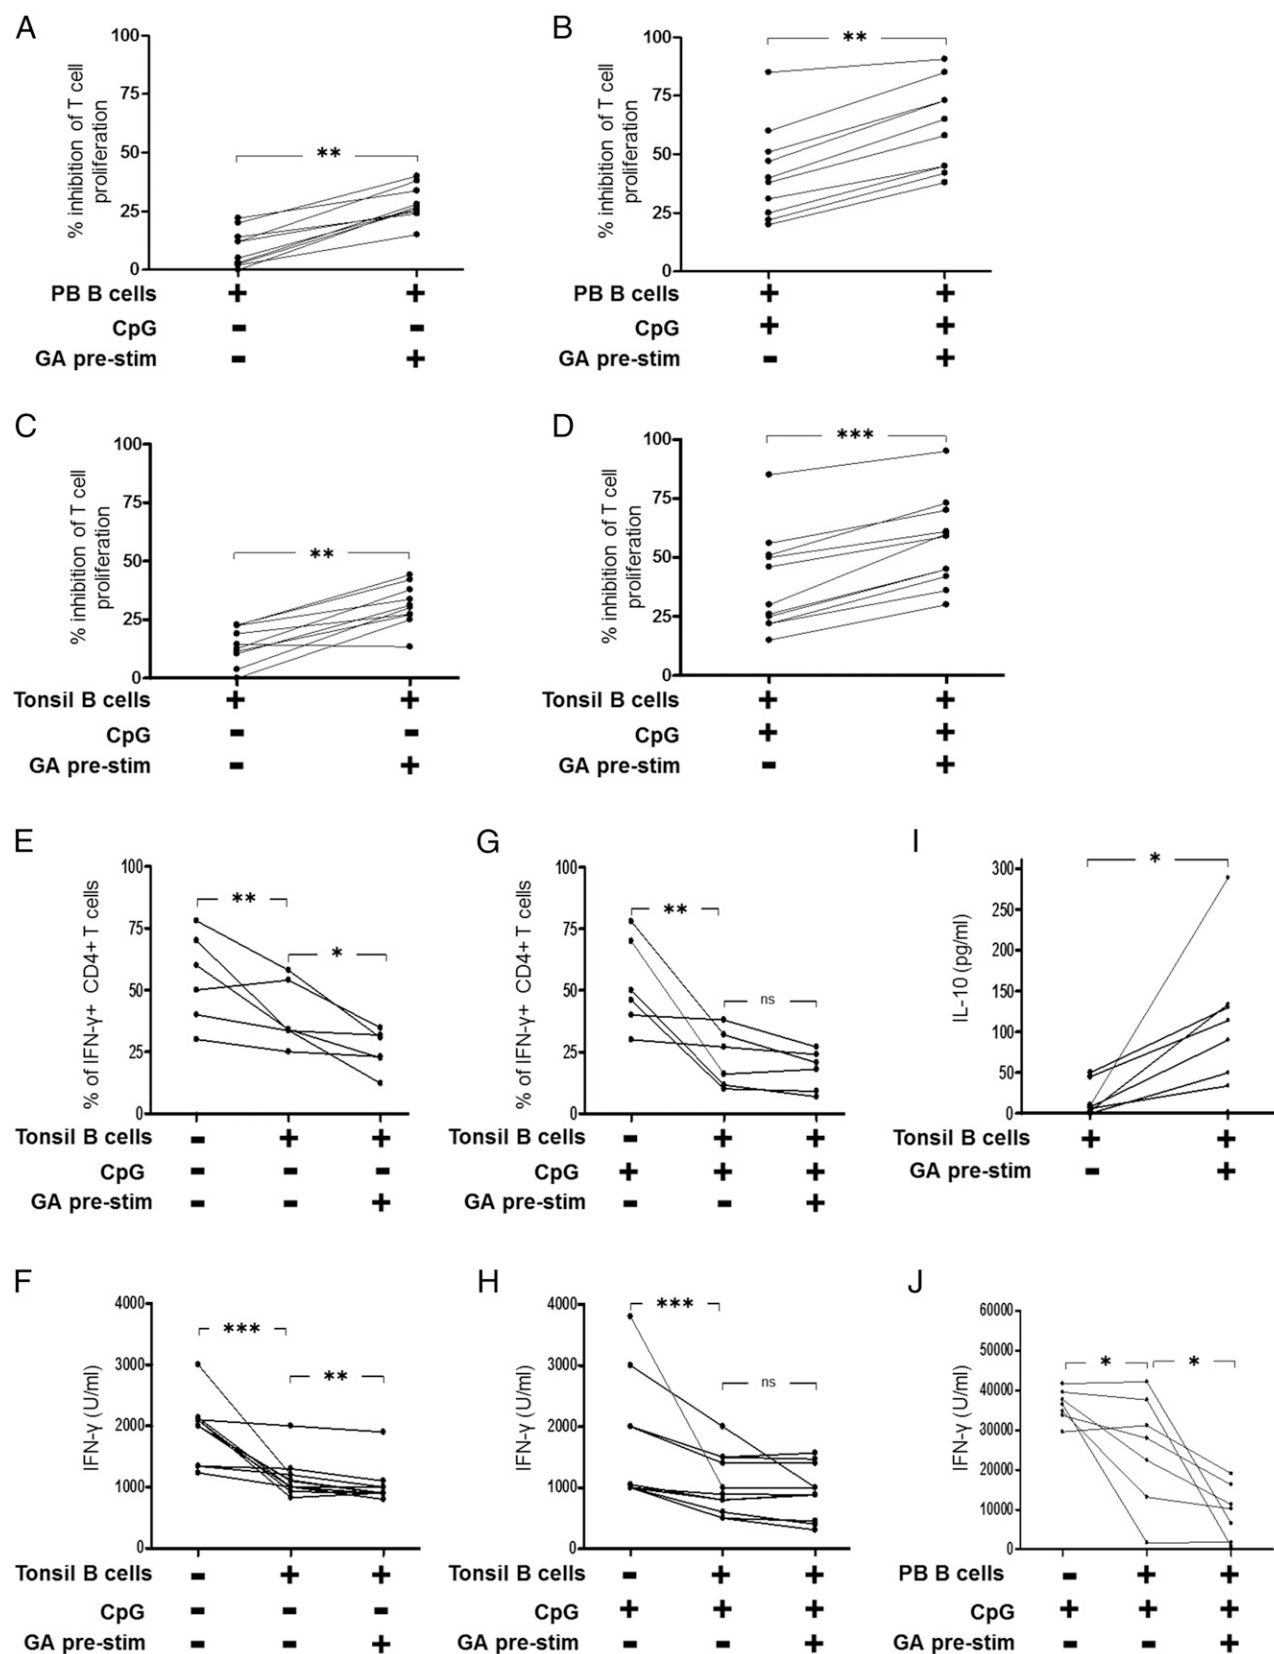 A
100
75
50
25
0
% inhibition of T cell
proliferation
**
PB B cells + +
CpG - -
GA pre-stim - +
B
100
75
50
25
0
% inhibition of T cell
proliferation
**
PB B cells + +
CpG + +
GA pre-stim - +
C
100
75
50
25
0
% inhibition of T cell
proliferation
**
Tonsil B cells + +
CpG - -
GA pre-stim - +
D
100
75
50
25
0
% inhibition of T cell
proliferation
***
Tonsil B cells + +
CpG + +
GA pre-stim - +
E
100
75
50
25
0
% of IFN-γ+ CD4+ T cells
**
*
Tonsil B cells - + +
CpG - - -
GA pre-stim - - +
G
100
75
50
25
0
% of IFN-γ+ CD4+ T cells
**
ns
Tonsil B cells - + +
CpG + + +
GA pre-stim - - +
I
300
250
200
150
100
50
0
IL-10 (pg/ml)
*
Tonsil B cells + +
GA pre-stim - +
F
4000
3000
2000
1000
0
IFN-γ (U/ml)
***
**
Tonsil B cells - + +
CpG - - -
GA pre-stim - - +
H
4000
3000
2000
1000
0
IFN-γ (U/ml)
***
ns
Tonsil B cells - + +
CpG + + +
GA pre-stim - - +
J
60000
50000
40000
30000
20000
10000
0
IFN-γ (U/ml)
*
*
PB B cells - + +
CpG + + +
GA pre-stim - - +